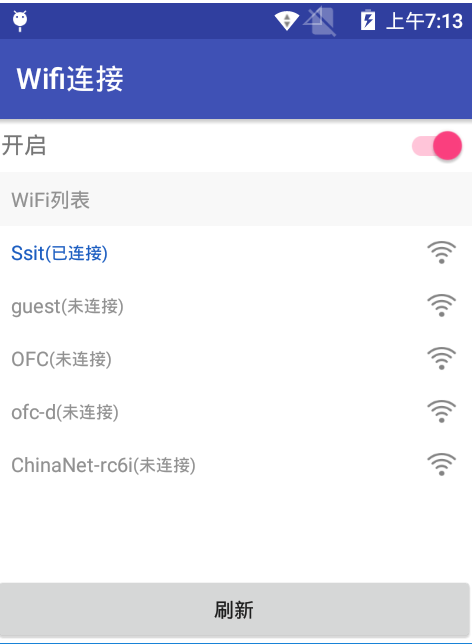 上午7:13
Wifi连接
开启
WiFi列表
Ssit(已连接)
guest(未连接)
OFC(未连接)
ofc-d(未连接)
ChinaNet-rc6i(未连接)
刷新